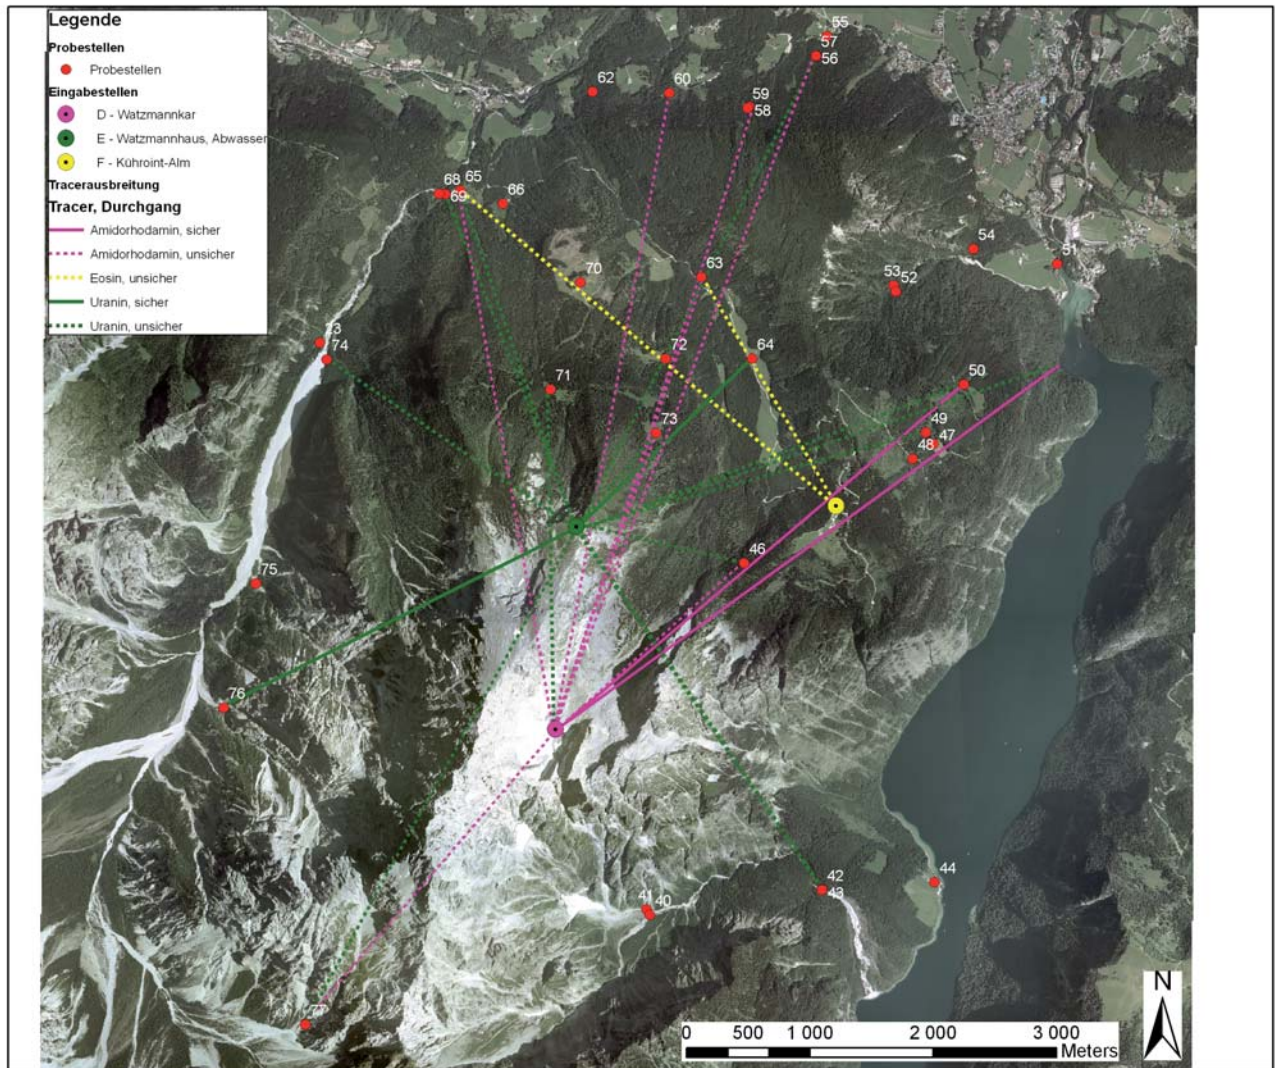 Legende
Probestellen
Probestellen
Eingabestellen
D - Watzmannkar
E - Watzmannhaus, Abwasser
F - Kühroint-Alm
Tracerausbreitung
Tracer, Durchgang
Amidorhodamin, sicher
Amidorhodamin, unsicher
Eosin, unsicher
Uranin, sicher
Uranin, unsicher
55
57
56
62
60
59
58
68 65
69
66
54
51
63
53
52
70
23
74
72
64
71
50
73
49
47
48
46
75
76
42
43
44
41
40
N
0 500 1 000 2 000 3 000
Meters